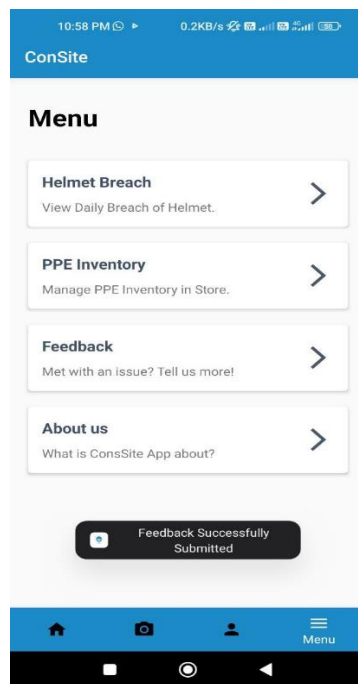 10:58 PM 0.2KB/s 4G 56
ConSite
Menu
Helmet Breach
View Daily Breach of Helmet.
PPE Inventory
Manage PPE Inventory in Store.
Feedback
Met with an issue? Tell us more!
About us
What is ConsSite App about?
Feedback Successfully
Submitted
Menu